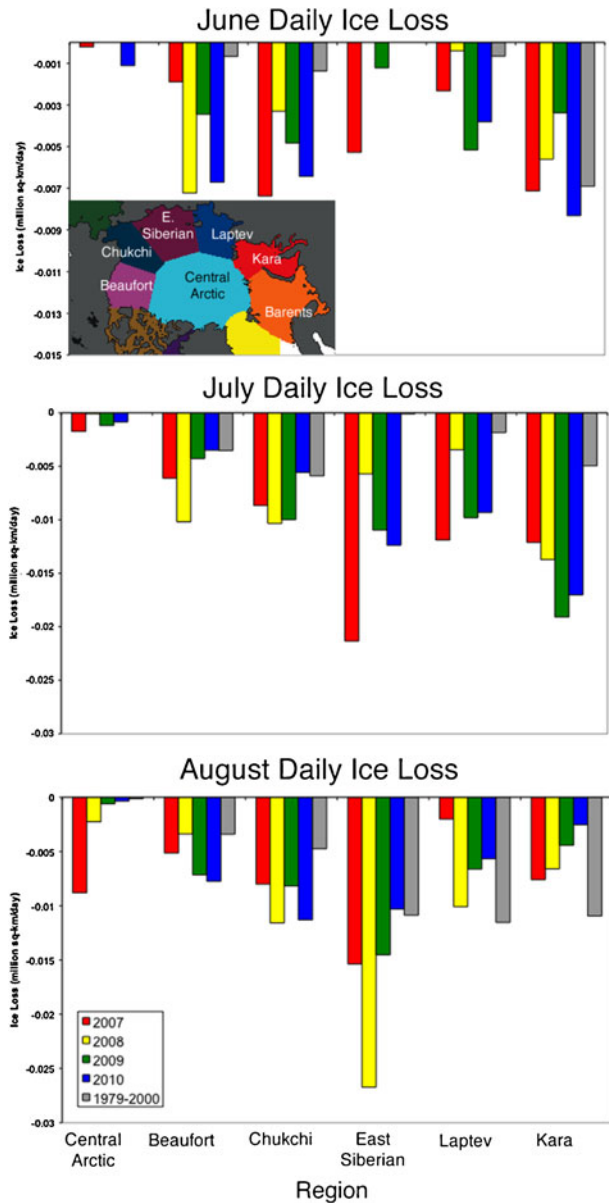 June Daily Ice Loss
Ice Loss (million sq-km/day)
-0.001
-0.003
-0.005
-0.007
-0.009
-0.011
-0.013
-0.015
E.
Siberian
Laptev
Chukchi
Kara
Central
Arctic
Beaufort
Barents
July Daily Ice Loss
Ice Loss (million sq-km/day)
0
-0.005
-0.01
-0.015
-0.02
-0.025
-0.03
August Daily Ice Loss
Ice Loss (million sq-km/day)
0
-0.005
-0.01
-0.015
-0.02
-0.025
-0.03
2007
2008
2009
2010
1979-2000
Central
Arctic
Beaufort
Chukchi
East
Siberian
Laptev
Kara
Region